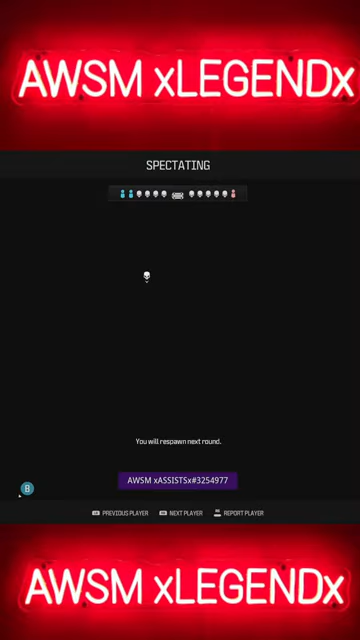 AWSM xLEGENDx
SPECTATING
You will respawn next round.
B
AWSM xASSISTSx#3254977
PREVIOUS PLAYER NEXT PLAYER REPORT PLAYER
AWSM xLEGENDx